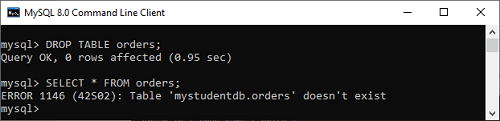 MySQL 8.0 Command Line Client
mysql> DROP TABLE orders;
Query OK, 0 rows affected (0.95 sec)
mysql> SELECT * FROM orders;
ERROR 1146 (42S02): Table 'mystudentdb.orders' doesn't exist
mysql>